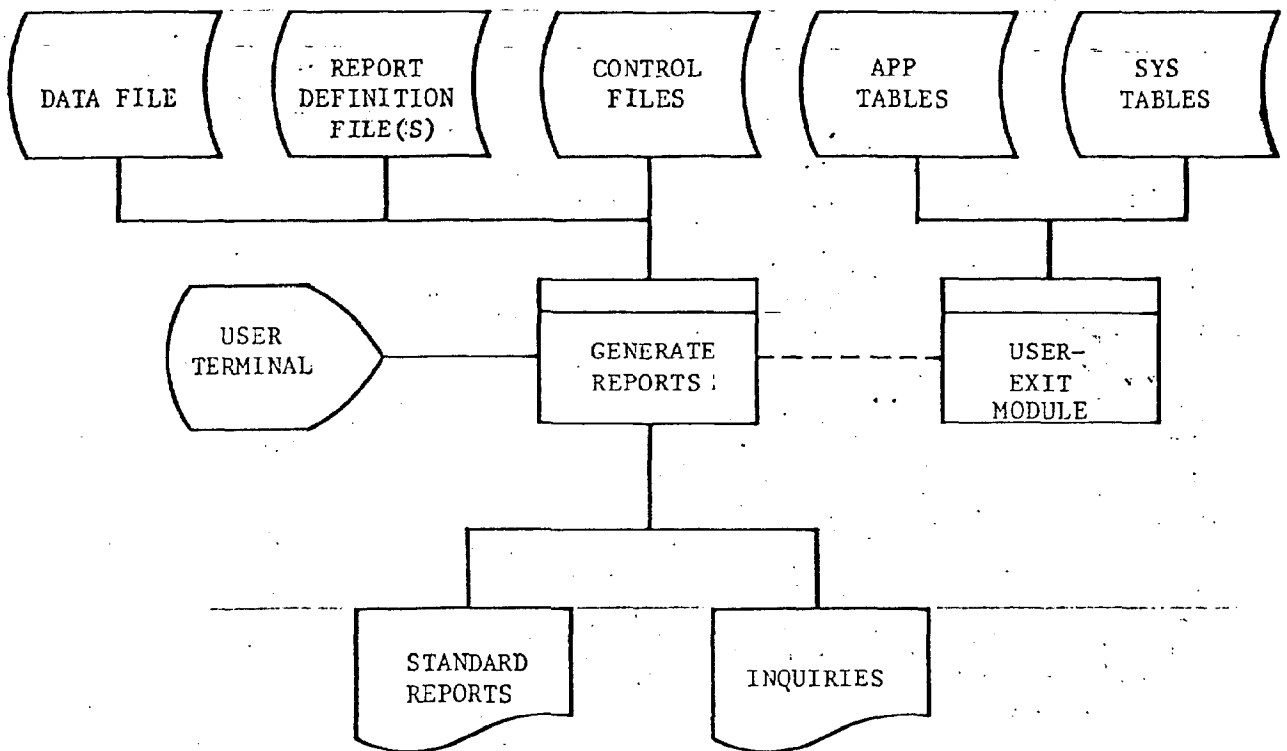 DATA FILE
REPORT
DEFINITION
FILE(S)
CONTROL
FILES
APP
TABLES
SYS
TABLES
USER
TERMINAL
GENERATE
REPORTS
USER-
EXIT
MODULE
STANDARD
REPORTS
INQUIRIES